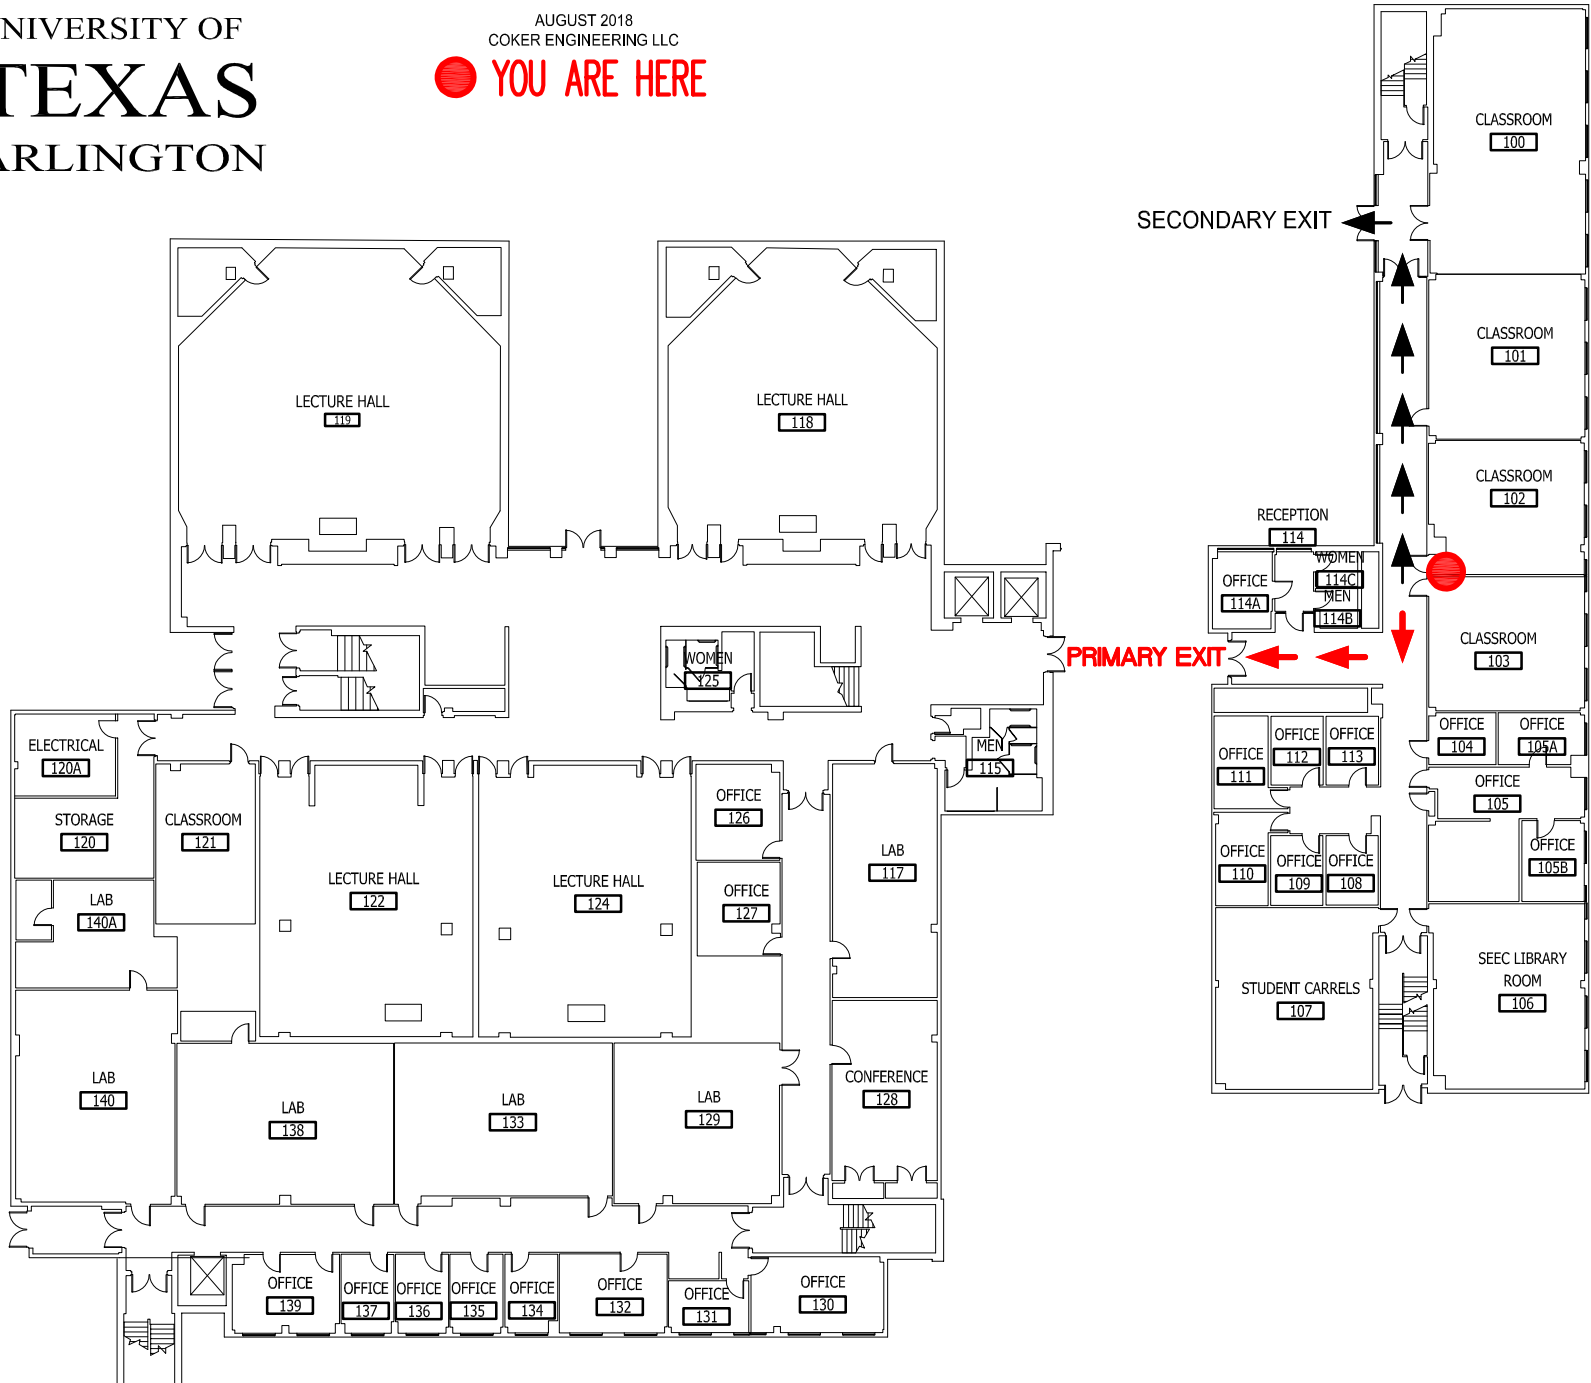 NIVERSITY OF
TEXAS
ARLINGTON
AUGUST 2018
COKER ENGINEERING LLC
YOU ARE HERE
CLASSROOM
100
SECONDARY EXIT
CLASSROOM
101
LECTURE HALL
119
LECTURE HALL
118
CLASSROOM
102
RECEPTION
114
WOMEN
114C
OFFICE
114A
MEN
114B
CLASSROOM
103
PRIMARY EXIT
WOMEN
125
OFFICE
104
OFFICE
105A
ELECTRICAL
120A
MEN
115
OFFICE
111
OFFICE
112
OFFICE
113
OFFICE
105
STORAGE
120
CLASSROOM
121
OFFICE
126
LAB
117
OFFICE
110
OFFICE
109
OFFICE
108
OFFICE
105B
LECTURE HALL
122
LECTURE HALL
124
OFFICE
127
LAB
140A
STUDENT CARRELS
107
SEEC LIBRARY
ROOM
106
LAB
140
LAB
138
LAB
133
LAB
129
CONFERENCE
128
OFFICE
139
OFFICE
137
OFFICE
136
OFFICE
135
OFFICE
134
OFFICE
132
OFFICE
131
OFFICE
130